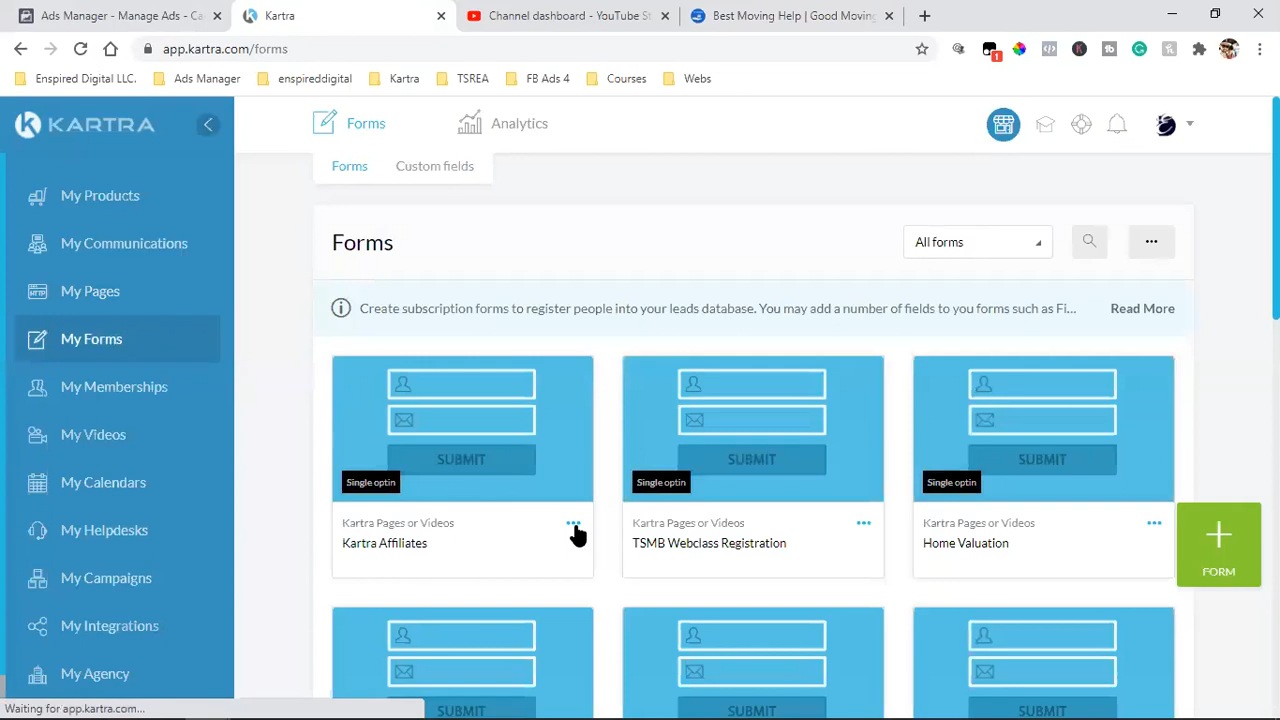 Ads Manager - Manage Ads - Ca
Kartra
Channel dashboard - YouTube St
Best Moving Help | Good Moving
app.kartra.com/forms
1
Enspired Digital LLC.
Ads Manager
enspireddigital
Kartra
TSREA
FB Ads 4
Courses
Webs
KARTRA
Forms
Analytics
Forms
Custom fields
My Products
My Communications
My Pages
My Forms
My Memberships
My Videos
My Calendars
My Helpdesks
My Campaigns
My Integrations
My Agency
Forms
All forms
Create subscription forms to register people into your leads database. You may add a number of fields to you forms such as Fi...
Read More
SUBMIT
Single optin
Kartra Pages or Videos
Kartra Affiliates
SUBMIT
Single optin
Kartra Pages or Videos
TSMB Webclass Registration
SUBMIT
Single optin
Kartra Pages or Videos
Home Valuation
FORM
SUBMIT
SUBMIT
SUBMIT
Waiting for app.kartra.com...